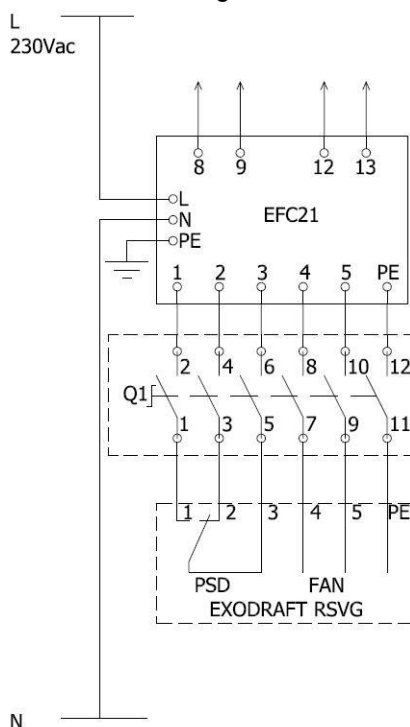 L
230Vac
8 9 12 13
L
N
PE
EFC21
1 2 3 4 5 PE
2 4 6 8 10 12
Q1
1 3 5 7 9 11
1 2 3 4 5 PE
PSD FAN
EXODRAFT RSVG
N